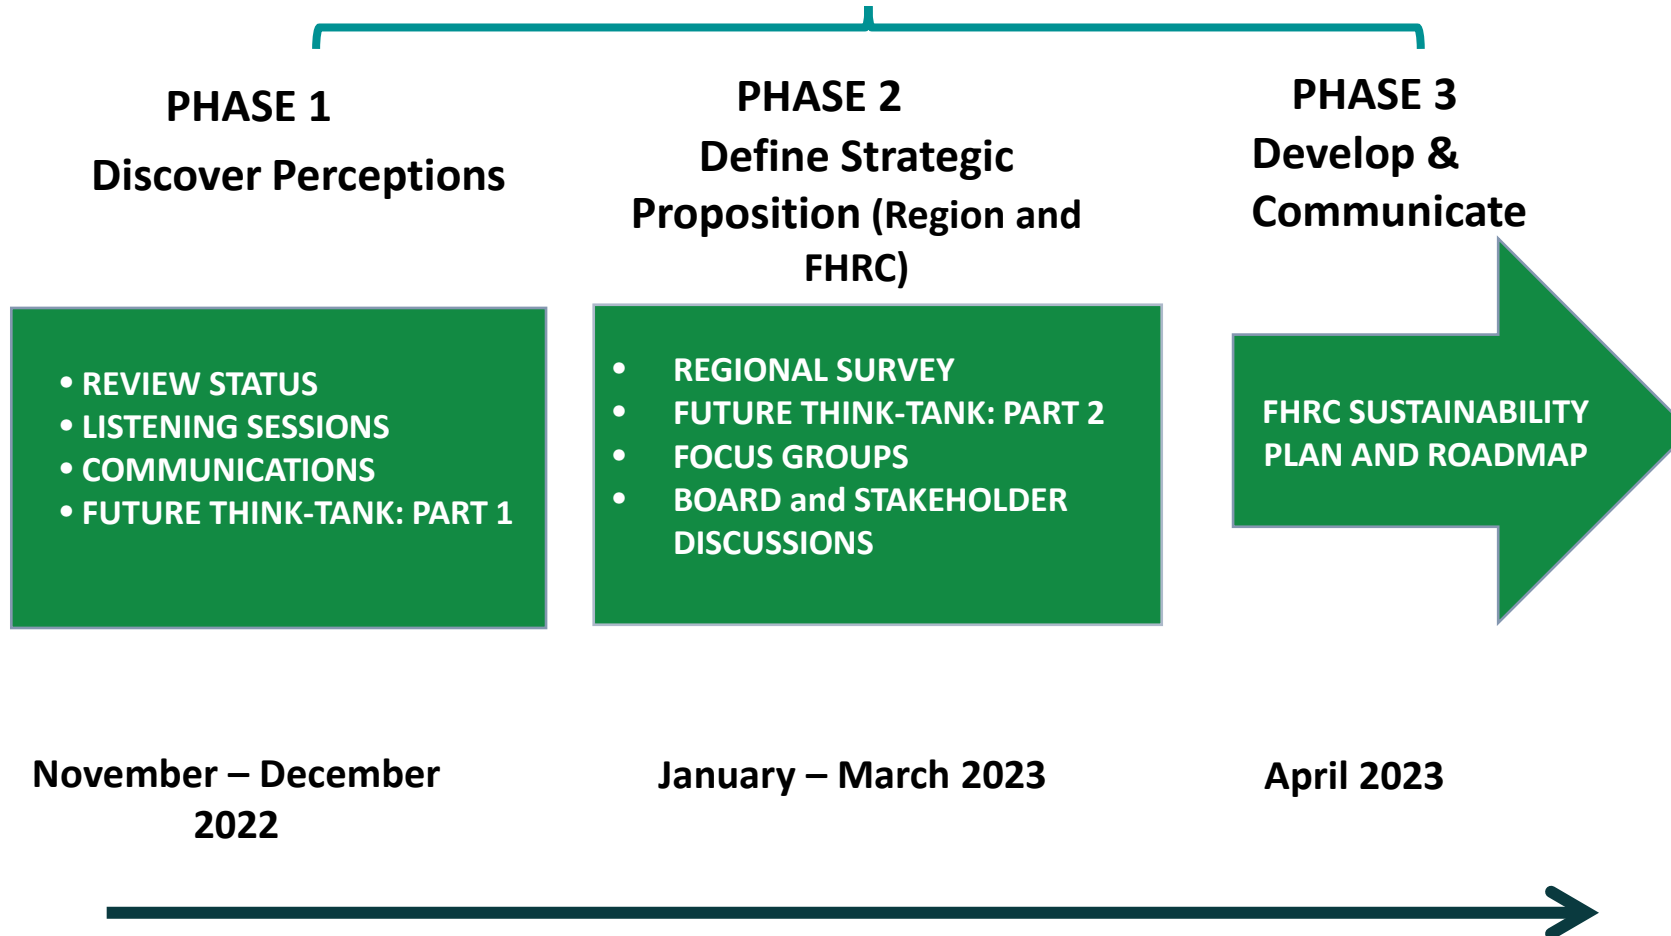 PHASE 1
Discover Perceptions
PHASE 2
Define Strategic
Proposition (Region and
FHRC)
PHASE 3
Develop &
Communicate
• REVIEW STATUS
• LISTENING SESSIONS
• COMMUNICATIONS
• FUTURE THINK-TANK: PART 1
• REGIONAL SURVEY
• FUTURE THINK-TANK: PART 2
• FOCUS GROUPS
• BOARD and STAKEHOLDER
DISCUSSIONS
FHRC SUSTAINABILITY
PLAN AND ROADMAP
November – December
2022
January – March 2023
April 2023